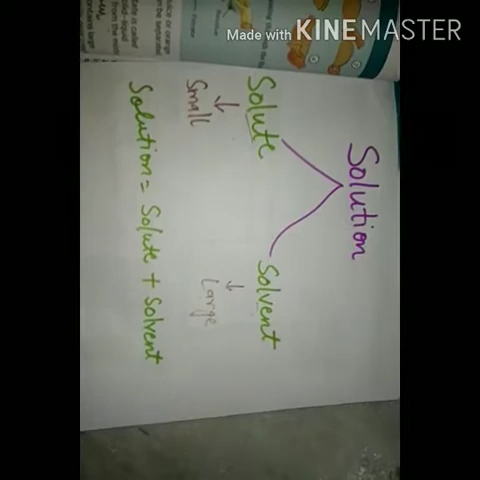 Made with KINEMASTER
Solution
Solute
Solvent
↓
↓
Small
Large
Solution = Solute + Solvent